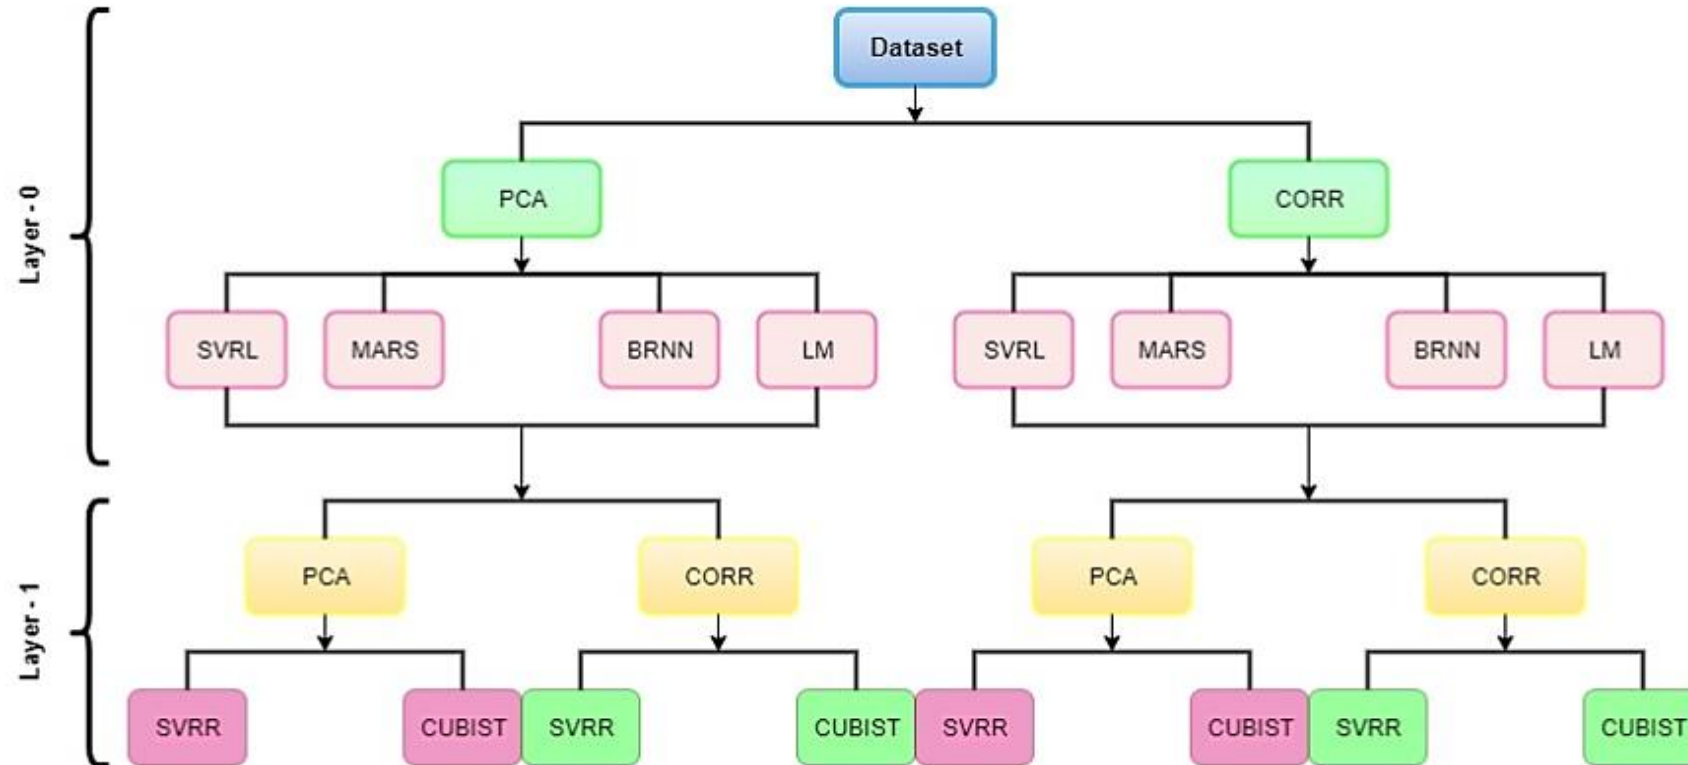 Dataset
Layer - 0
PCA
CORR
SVRL
MARS
BRNN
LM
SVRL
MARS
BRNN
LM
Layer - 1
PCA
CORR
PCA
CORR
SVRR
CUBIST
SVRR
CUBIST
SVRR
CUBIST
SVRR
CUBIST